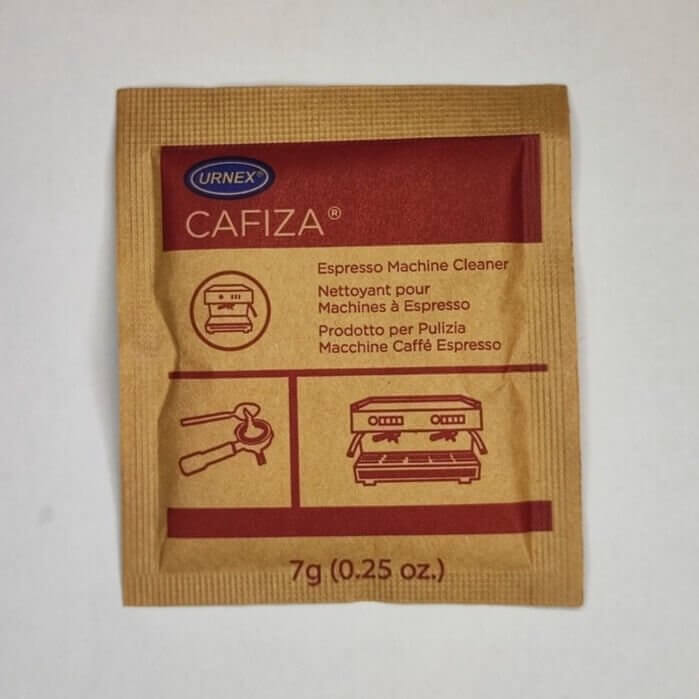 URNEX®
CAFIZA®
Espresso Machine Cleaner
Nettoyant pour
Machines à Espresso
Prodotto per Pulizia
Macchine Caffé Espresso
7g (0.25 oz.)